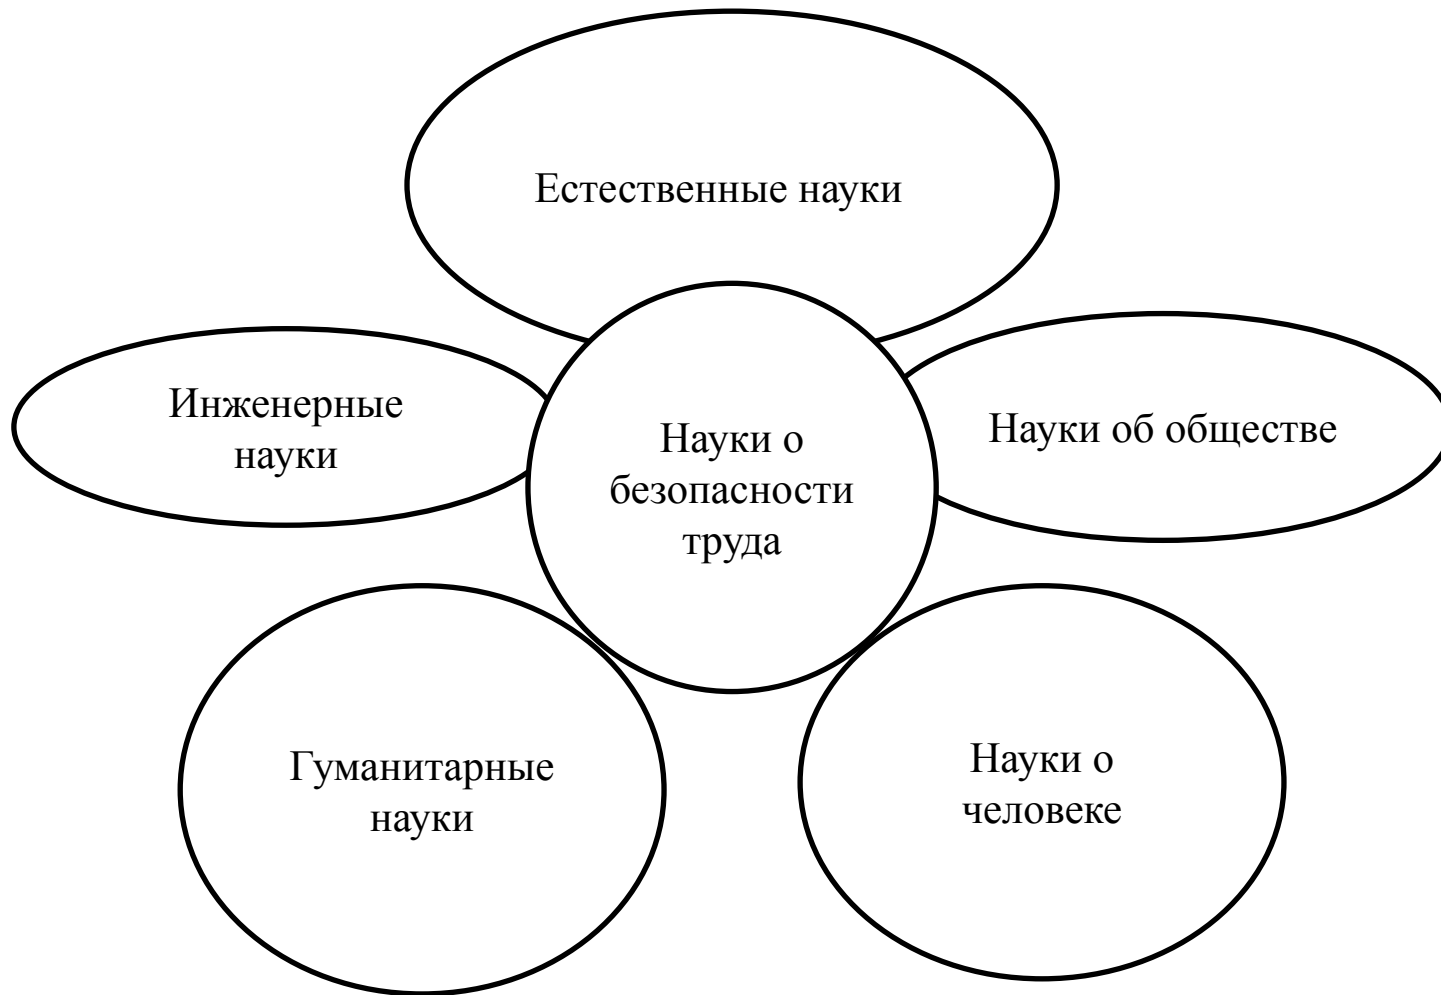 Естественные науки
Инженерные
науки
Науки о
безопасности
труда
Науки об обществе
Гуманитарные
науки
Науки о
человеке